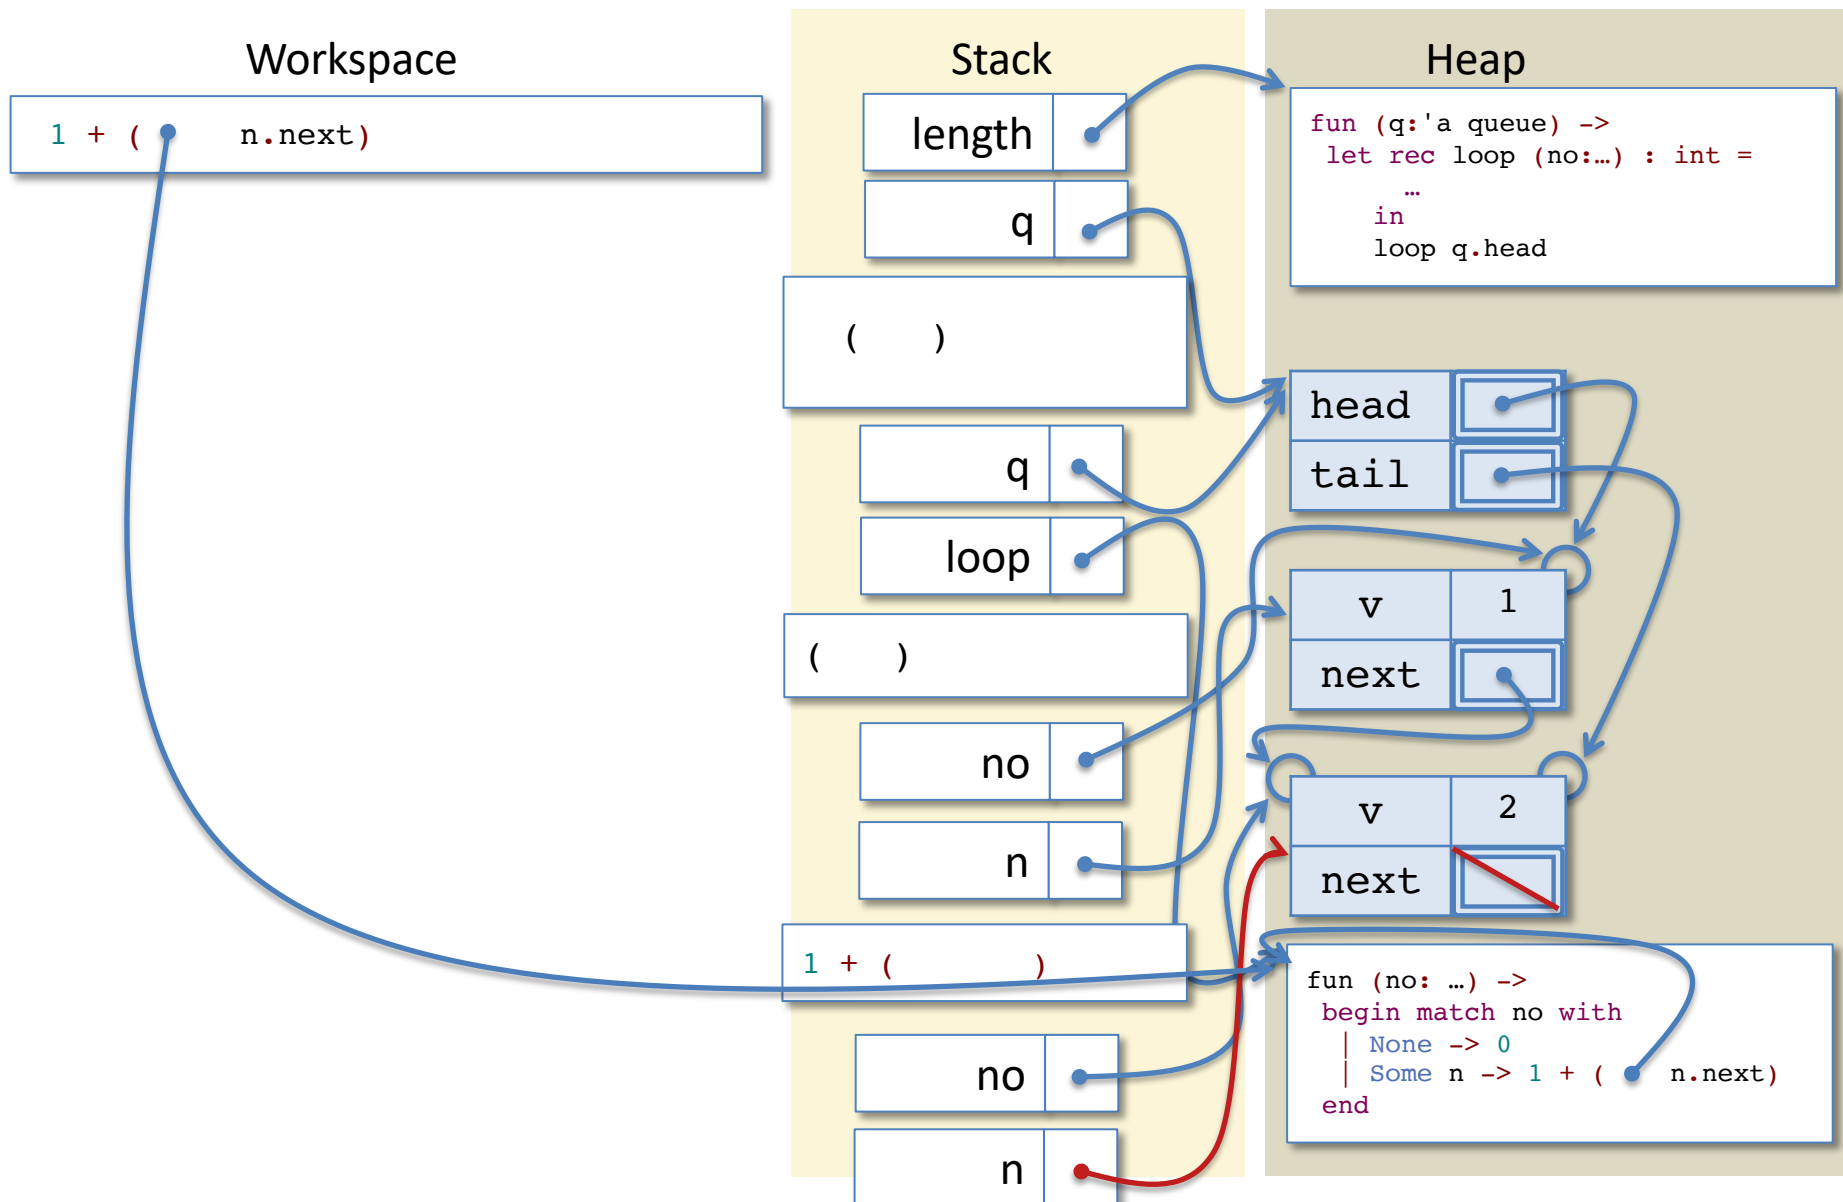 Workspace
1 + ( n.next)
Stack
length
q
( )
q
loop
( )
no
n
1 + ( )
no
n
Heap
fun (q:'a queue) ->
let rec loop (no:…) : int =
…
in
loop q.head
head
tail
v 1
next
v 2
next
fun (no: …) ->
begin match no with
| None -> 0
| Some n -> 1 + ( n.next)
end